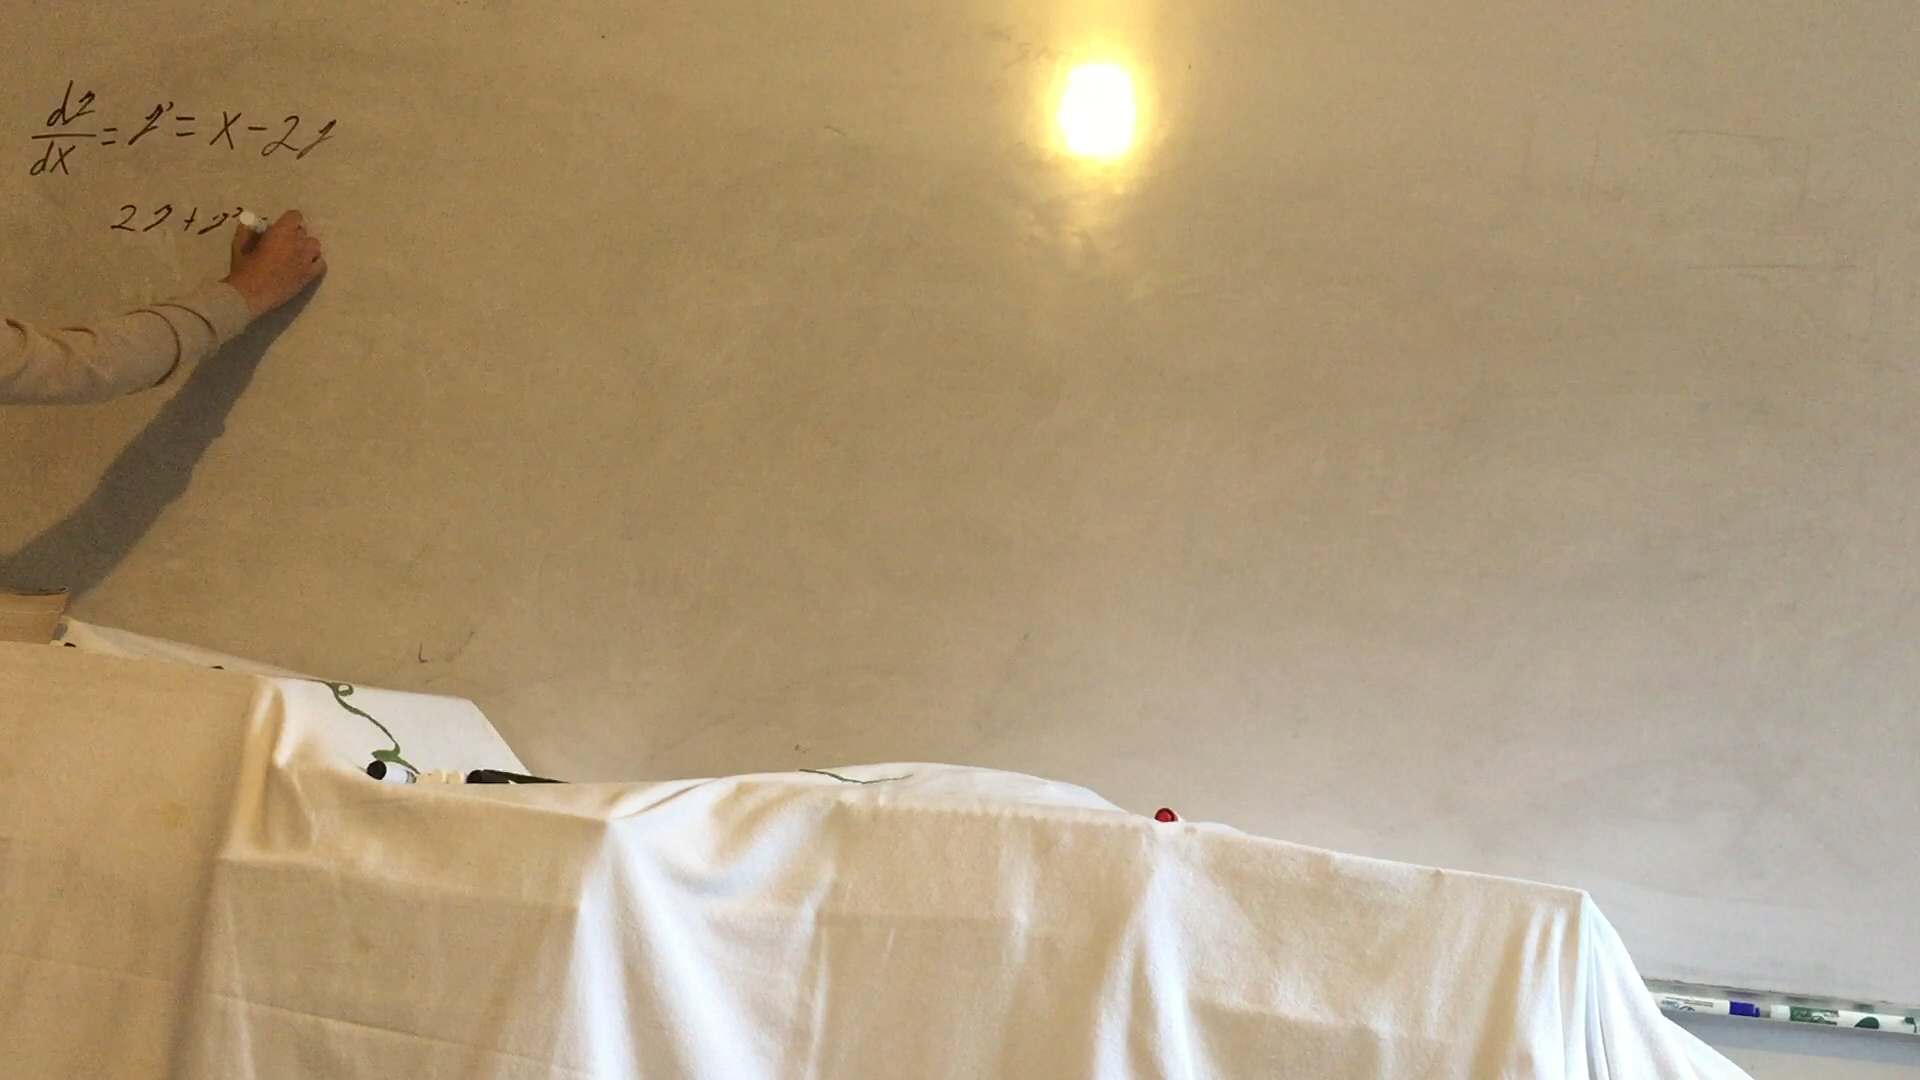 dy/dx = y' = x - 2y
2y + y'